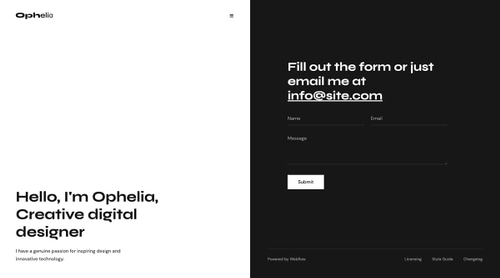 Ophelia
Hello, I'm Ophelia,
Creative digital
designer
I have a genuine passion for inspiring design and
innovative technology.
Fill out the form or just
email me at
info@site.com
Name Email
Message
Submit
Powered by Webflow Licensing Style Guide Changelog